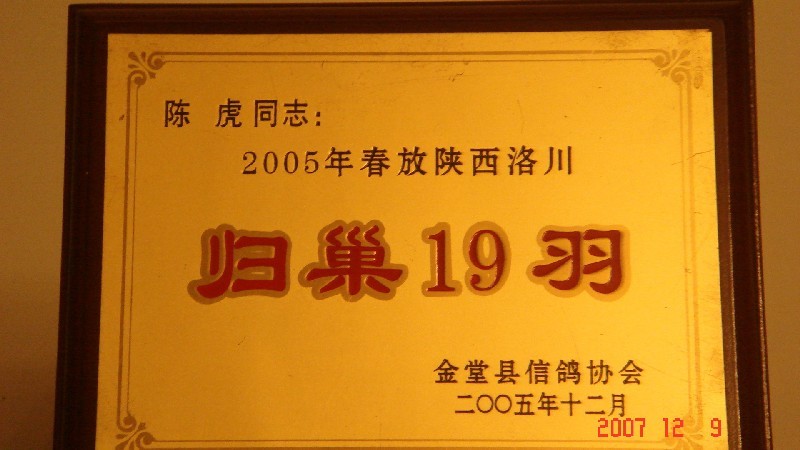 陈 虎同志:
2005年春放陕西洛川
归巢19羽
金堂县信鸽协会
二〇〇五年十二月
2007 12 9